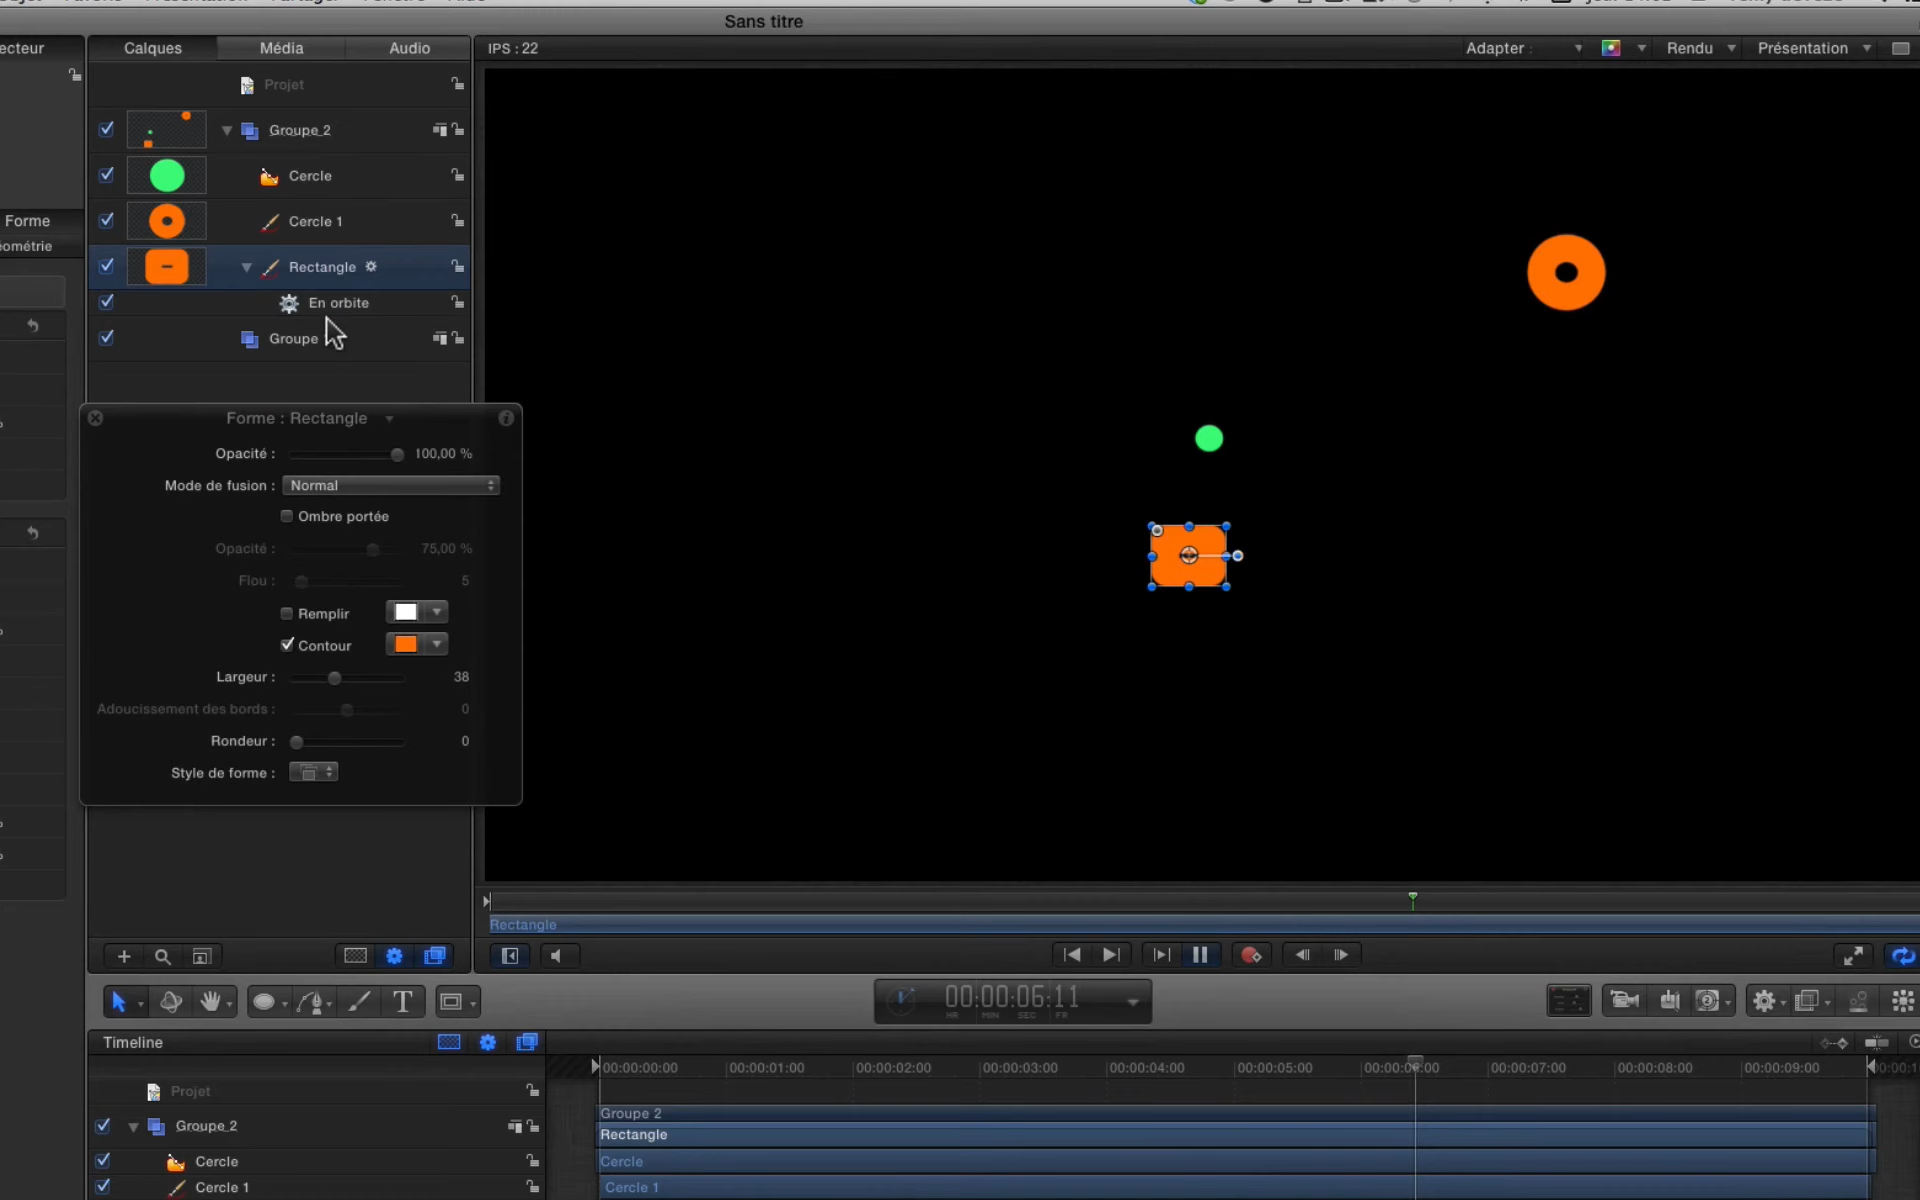 Sans titre
ecteur
Calques
Média
Audio
IPS : 22
Adapter :
Rendu
Présentation
Projet
Groupe 2
Cercle
Cercle 1
Forme
éométrie
Rectangle
En orbite
Groupe
Forme : Rectangle
Opacité :
100,00 %
Mode de fusion :
Normal
Ombre portée
Opacité :
75,00 %
Flou :
5
Remplir
Contour
Largeur :
38
Adoucissement des bords :
0
Rondeur :
0
Style de forme :
Rectangle
00:00:06:11
HR
MIN
SEC
FR
Timeline
00:00:00:00
00:00:01:00
00:00:02:00
00:00:03:00
00:00:04:00
00:00:05:00
00:00:07:00
00:00:08:00
00:00:09:00
Projet
Groupe 2
Groupe 2
Rectangle
Cercle
Cercle
Cercle 1
Cercle 1